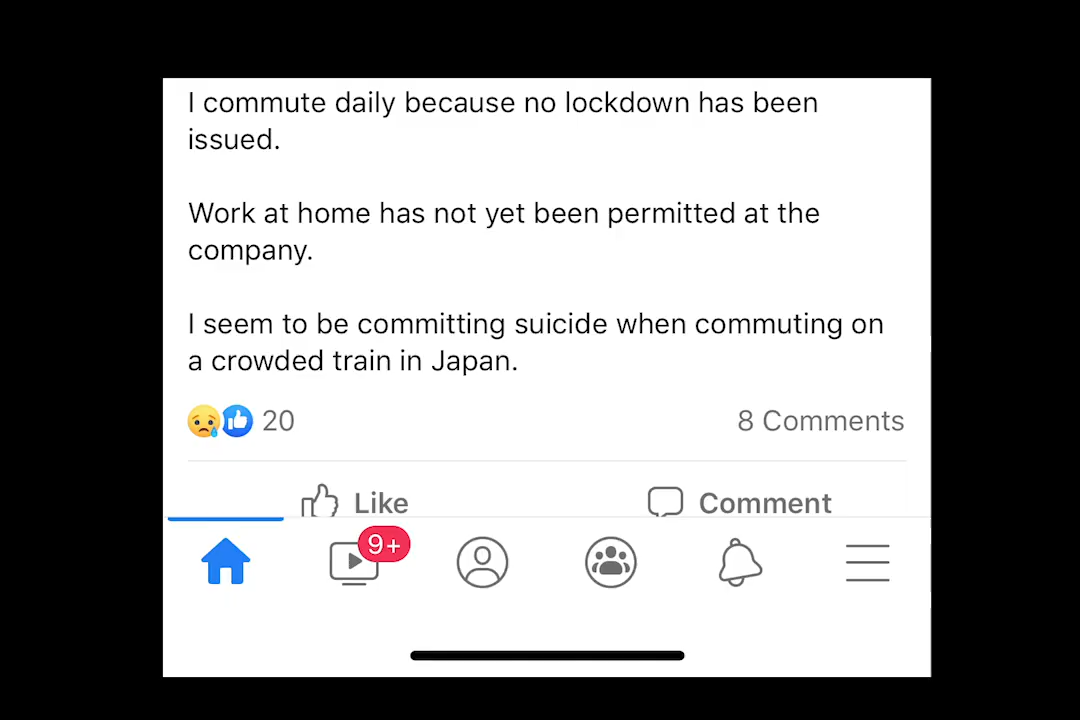 I commute daily because no lockdown has been
issued.
Work at home has not yet been permitted at the
company.
I seem to be committing suicide when commuting on
a crowded train in Japan.
20 8 Comments
Like Comment
9+